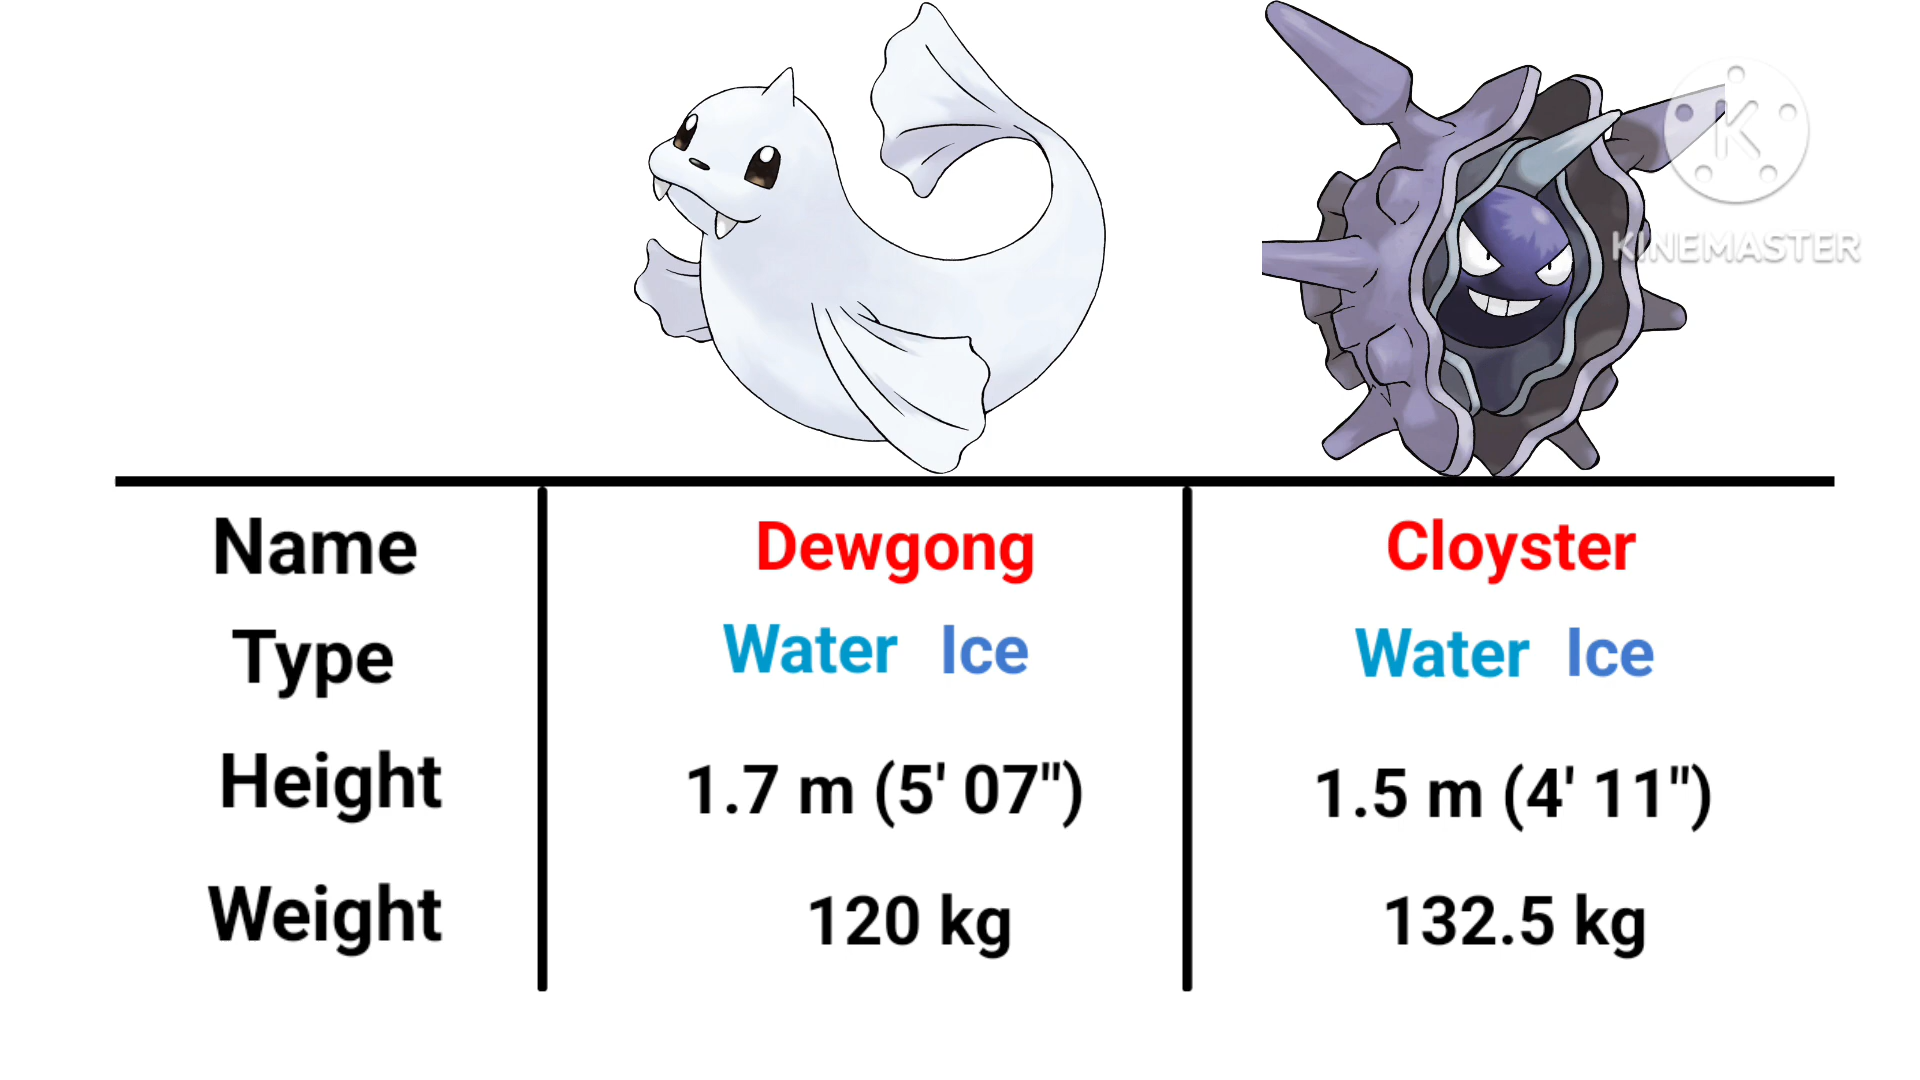 K
KINEMASTER
Name Dewgong Cloyster
Type Water Ice Water Ice
Height 1.7 m (5' 07") 1.5 m (4' 11")
Weight 120 kg 132.5 kg